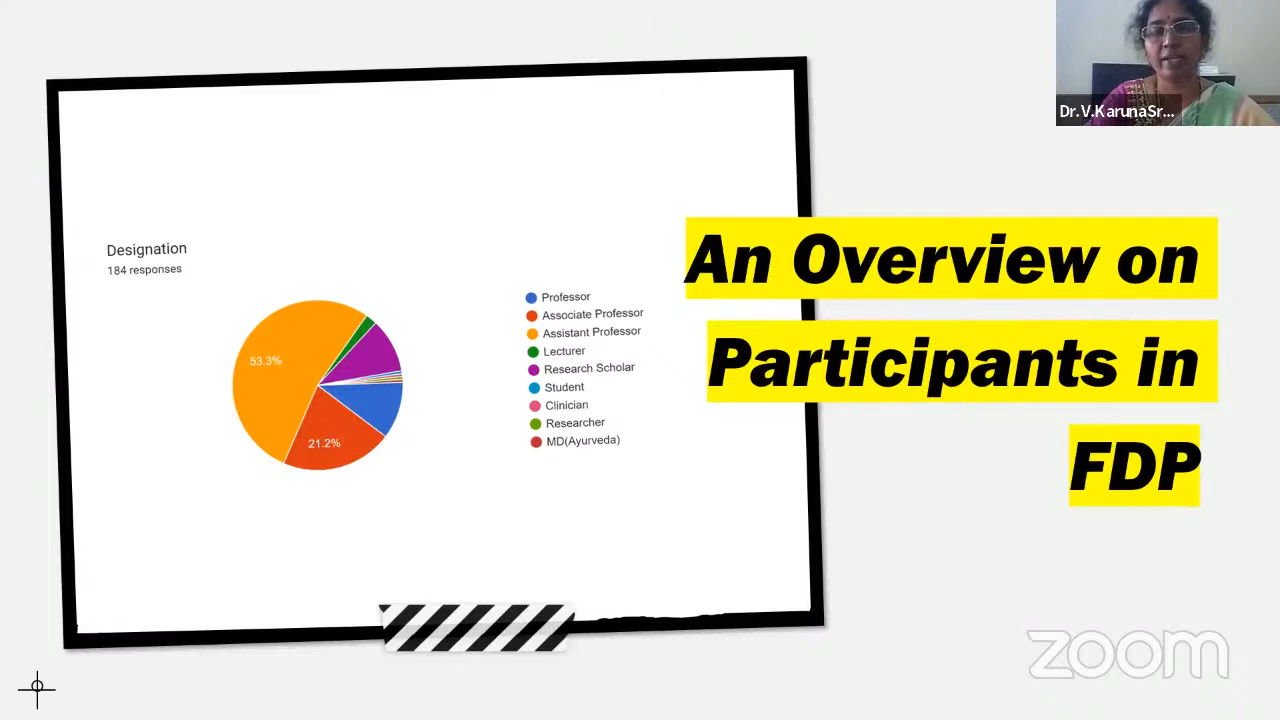 Dr.V.KarunaSr...
An Overview on
Participants in
FDP
Designation
184 responses
53.3%
21.2%
Professor
Associate Professor
Assistant Professor
Lecturer
Research Scholar
Student
Clinician
Researcher
MD(Ayurveda)
zoom